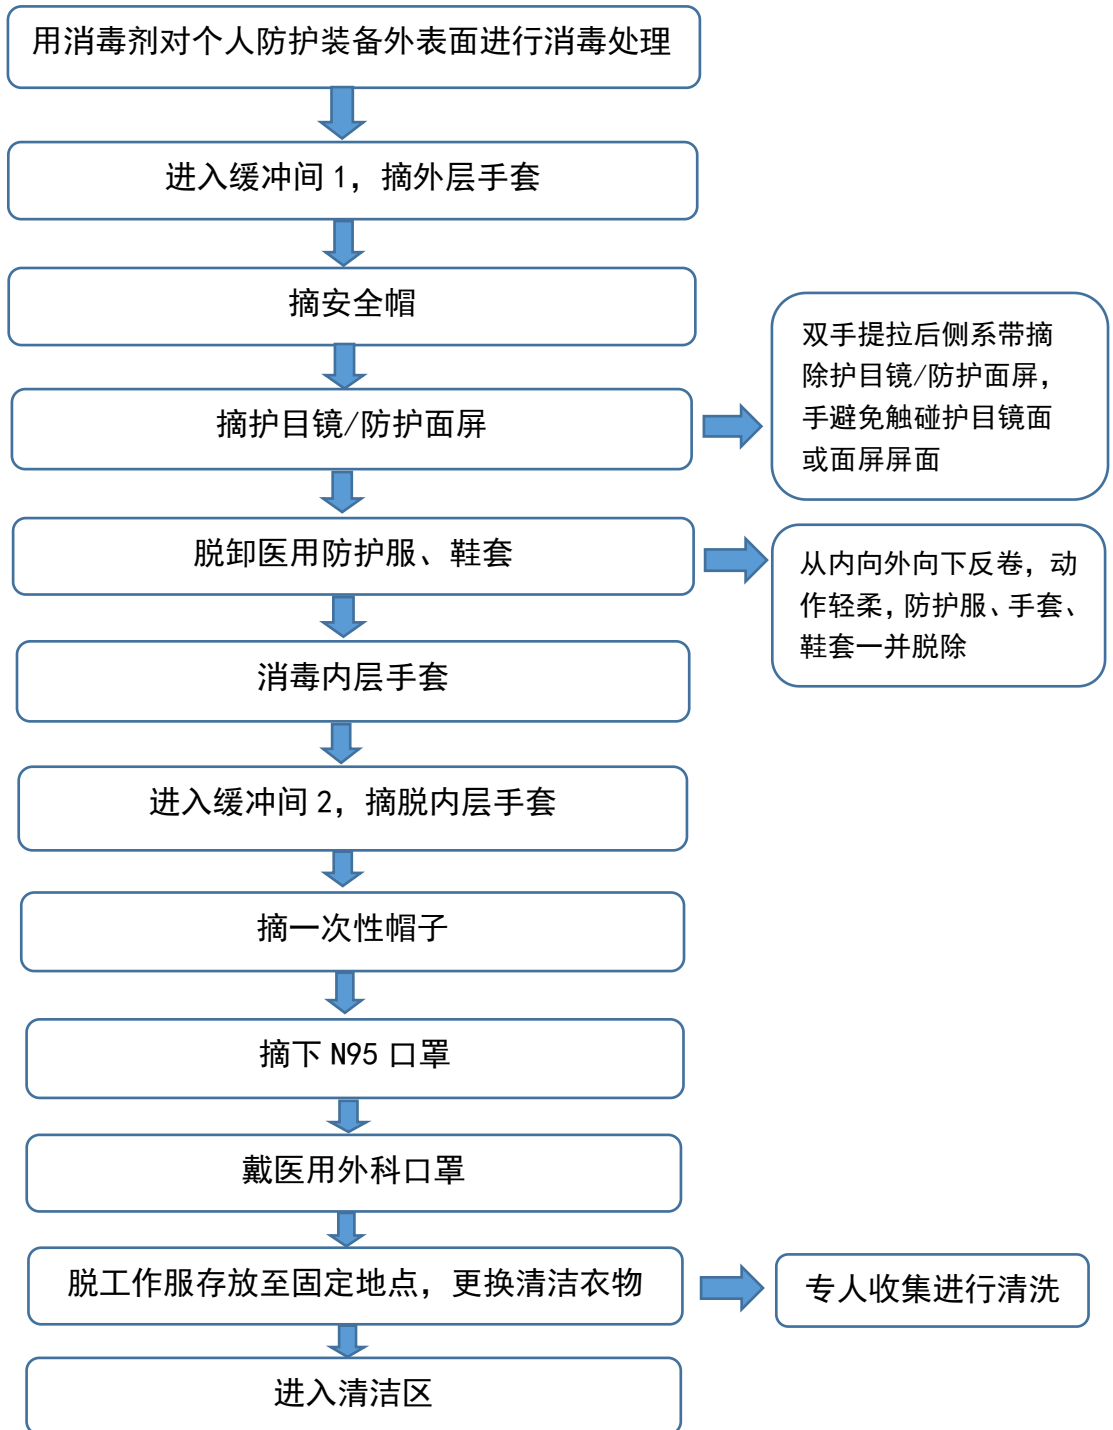 用消毒剂对个人防护装备外表面进行消毒处理
进入缓冲间 1，摘外层手套
摘安全帽
摘护目镜/防护面屏
双手提拉后侧系带摘
除护目镜/防护面屏，
手避免触碰护目镜面
或面屏屏面
脱卸医用防护服、鞋套
从内向外向下反卷，动
作轻柔，防护服、手套、
鞋套一并脱除
消毒内层手套
进入缓冲间 2，摘脱内层手套
摘一次性帽子
摘下 N95 口罩
戴医用外科口罩
脱工作服存放至固定地点，更换清洁衣物
专人收集进行清洗
进入清洁区